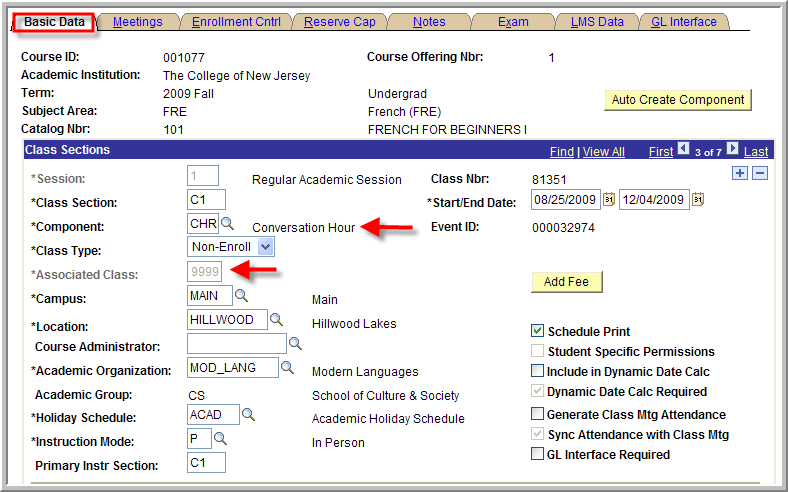 Basic Data Meetings Enrollment Cntrl Reserve Cap Notes Exam LMS Data GL Interface
Course ID: 001077 Course Offering Nbr: 1
Academic Institution: The College of New Jersey
Term: 2009 Fall Undergrad
Auto Create Component
Subject Area: FRE French (FRE)
Catalog Nbr: 101 FRENCH FOR BEGINNERS I
Class Sections Find | View All First 3 of 7 Last
*Session: 1 Regular Academic Session Class Nbr: 81351
*Class Section: C1 *Start/End Date: 08/25/2009 31 12/04/2009 31
*Component: CHR Conversation Hour Event ID: 000032974
*Class Type: Non-Enroll
*Associated Class: 9999 Add Fee
*Campus: MAIN Main
*Location: HILLWOOD Hillwood Lakes Schedule Print
Course Administrator: Student Specific Permissions
*Academic Organization: MOD_LANG Modern Languages Include in Dynamic Date Calc
Academic Group: CS School of Culture & Society Dynamic Date Calc Required
*Holiday Schedule: ACAD Academic Holiday Schedule Generate Class Mtg Attendance
*Instruction Mode: P In Person Sync Attendance with Class Mtg
Primary Instr Section: C1 GL Interface Required